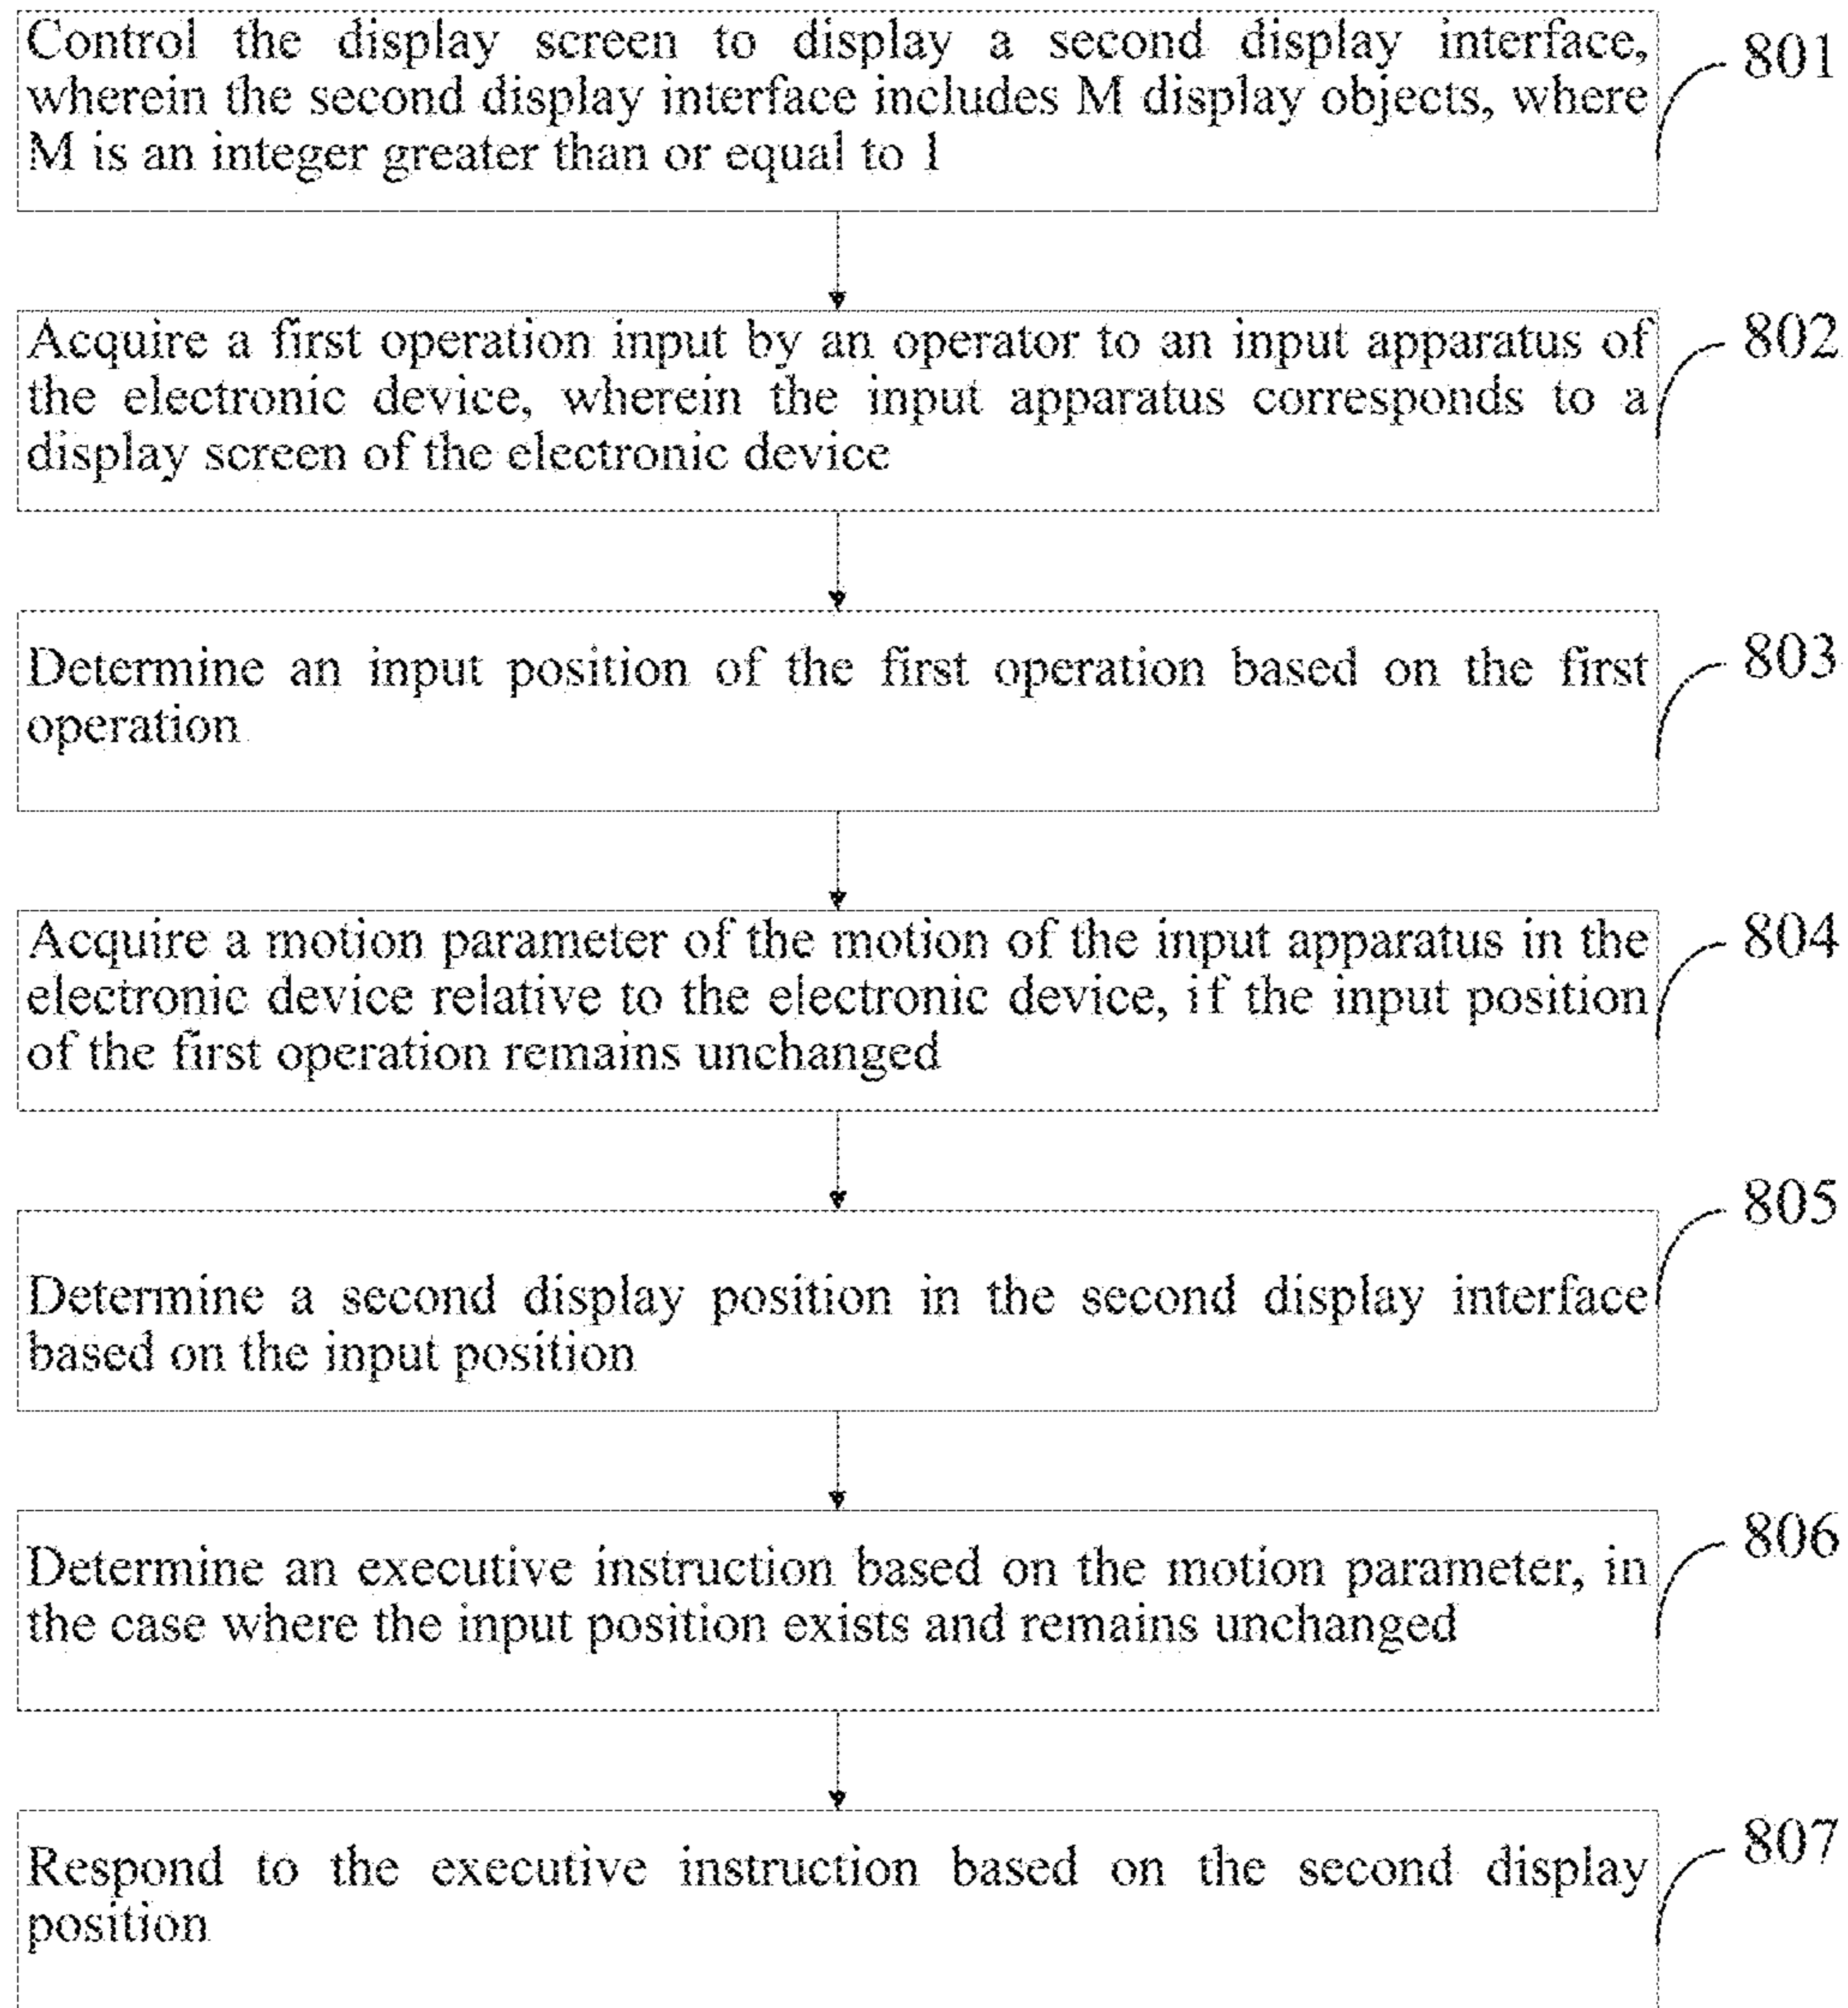 Control the display screen to display a second display interface,
wherein the second display interface includes M display objects, where
M is an integer greater than or equal to 1
801
Acquire a first operation input by an operator to an input apparatus of
the electronic device, wherein the input apparatus corresponds to a
display screen of the electronic device
802
Determine an input position of the first operation based on the first
operation
803
Acquire a motion parameter of the motion of the input apparatus in the
electronic device relative to the electronic device, if the input position
of the first operation remains unchanged
804
Determine a second display position in the second display interface
based on the input position
805
Determine an executive instruction based on the motion parameter, in
the case where the input position exists and remains unchanged
806
Respond to the executive instruction based on the second display
position
807